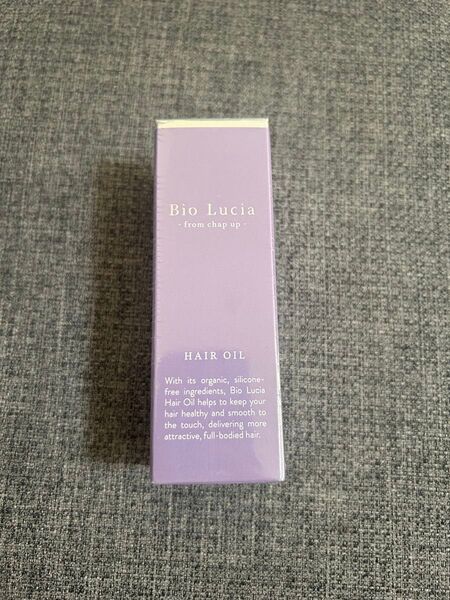 Bio Lucia
- from chap up -
HAIR OIL
With its organic, silicone-
free ingredients, Bio Lucia
Hair Oil helps to keep your
hair healthy and smooth to
the touch, delivering more
attractive, full-bodied hair.